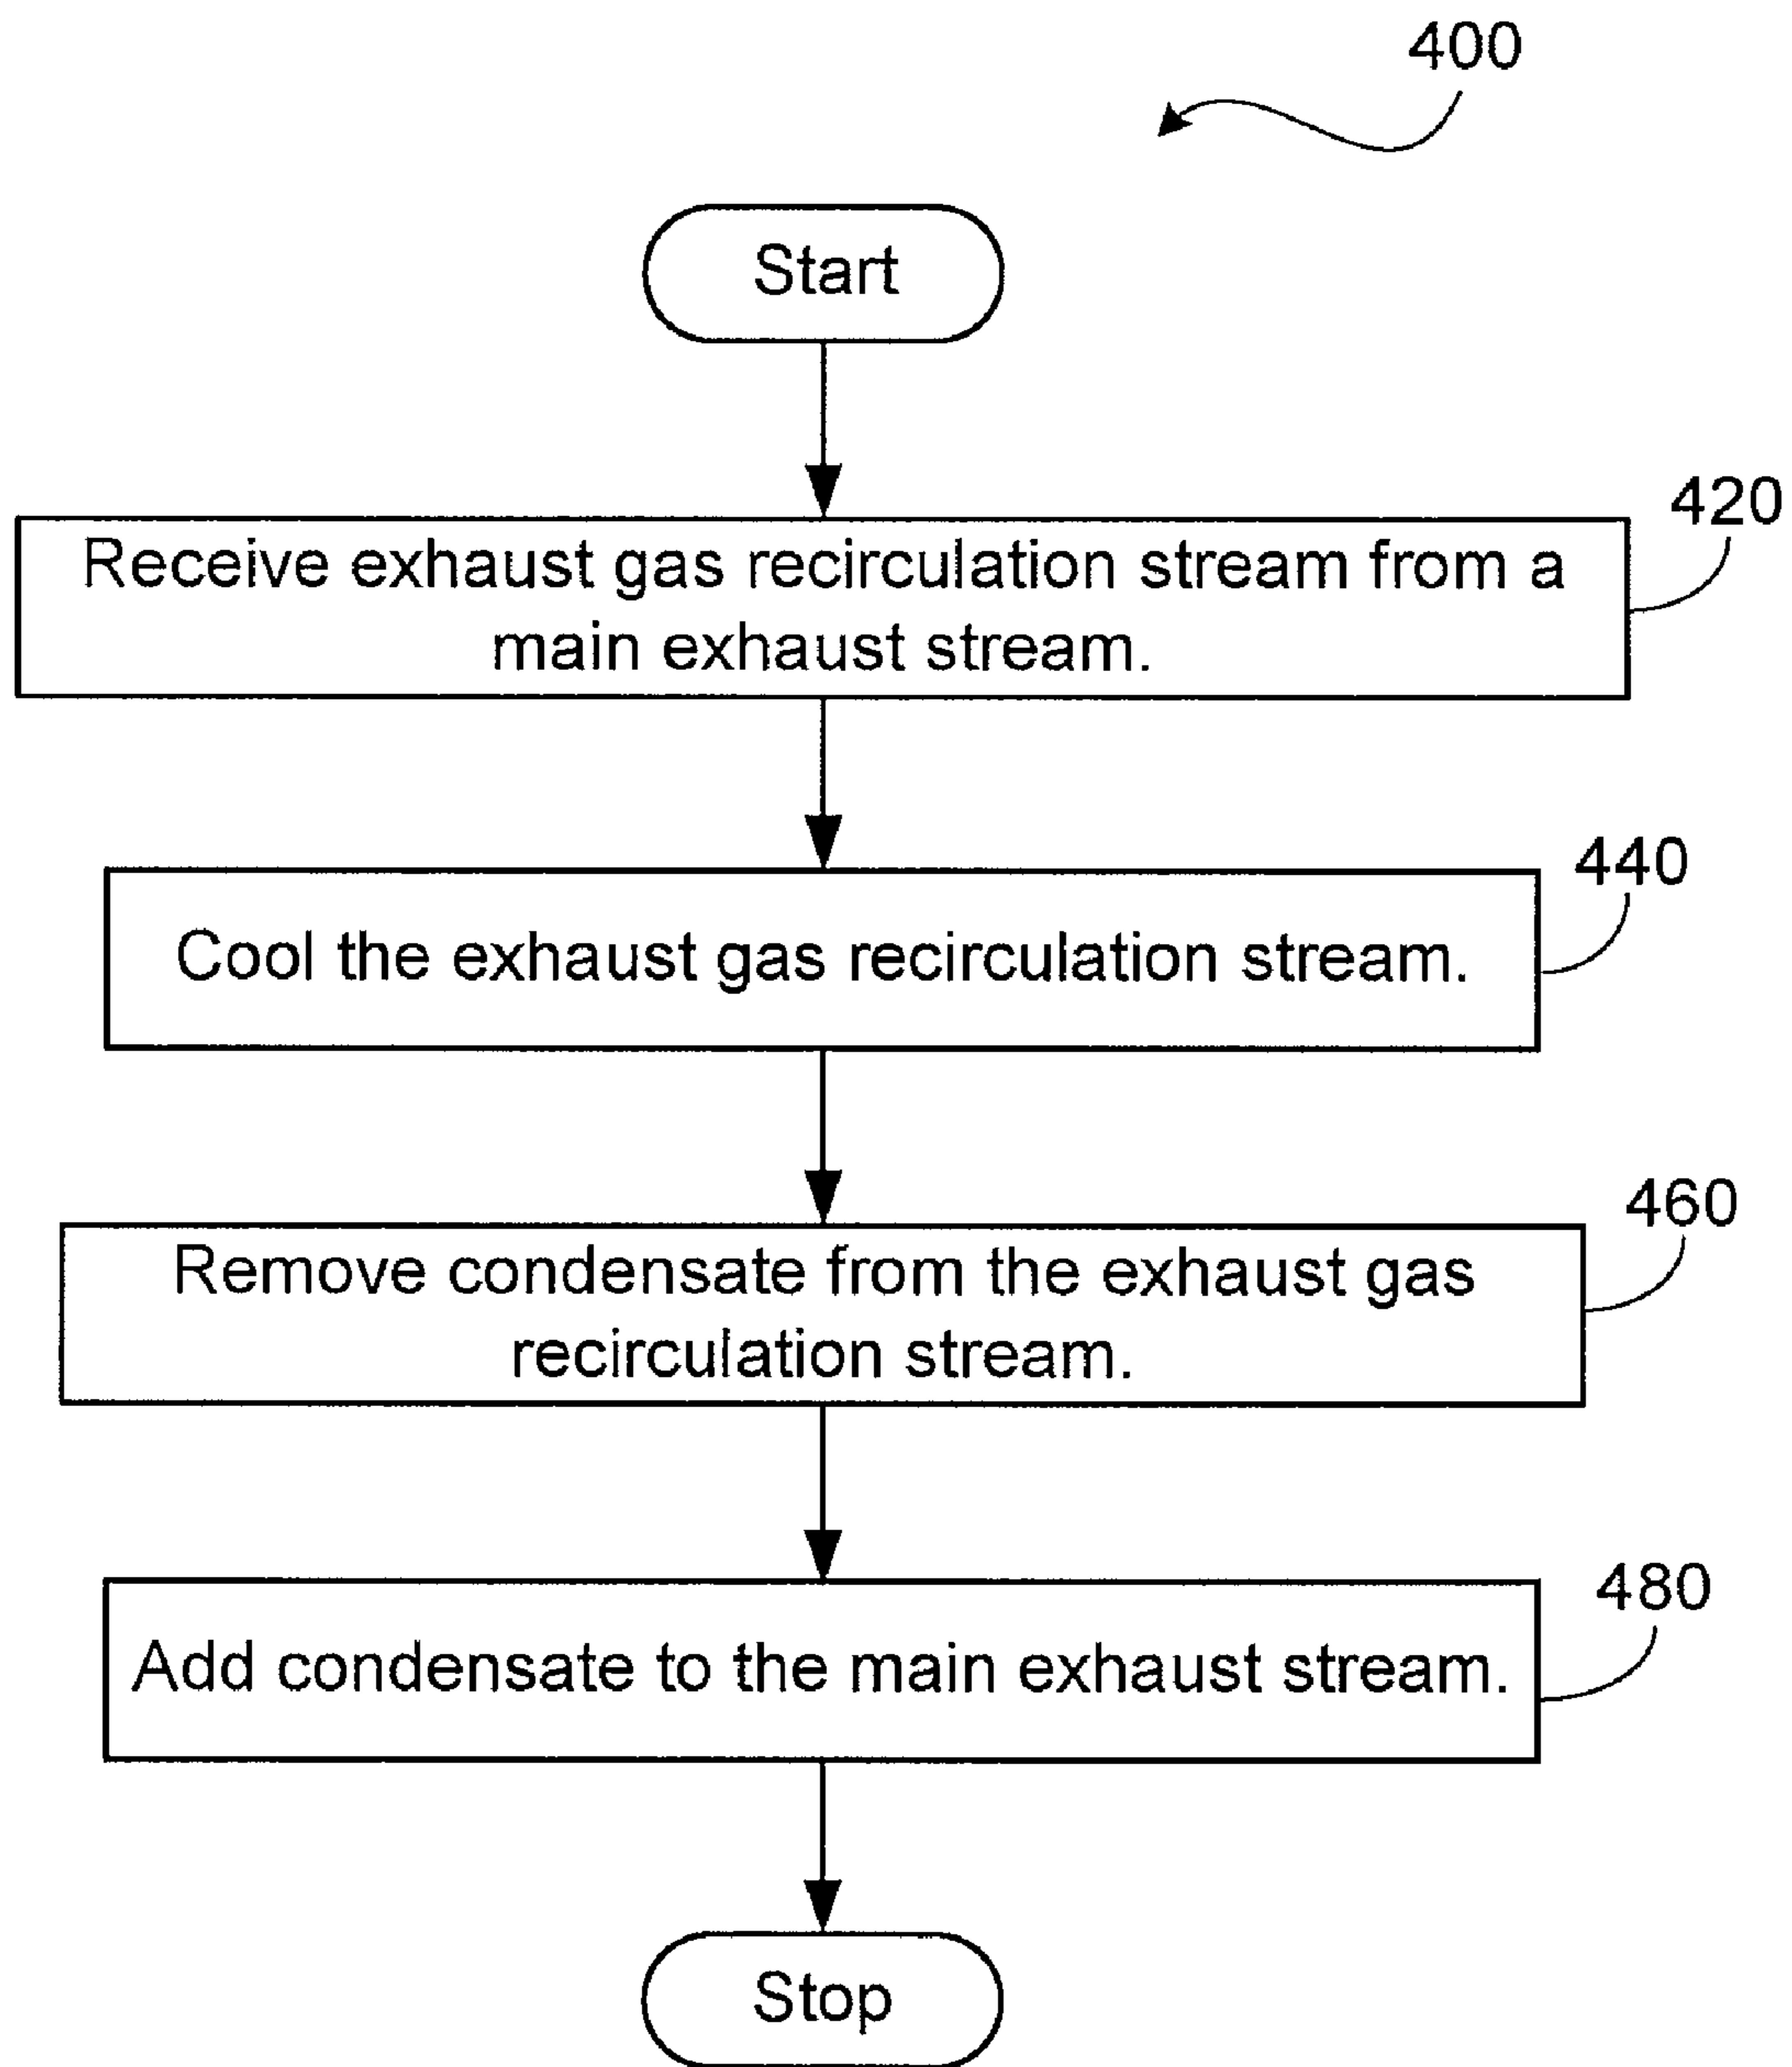 400
Start
420
Receive exhaust gas recirculation stream from a
main exhaust stream.
440
Cool the exhaust gas recirculation stream.
460
Remove condensate from the exhaust gas
recirculation stream.
480
Add condensate to the main exhaust stream.
Stop